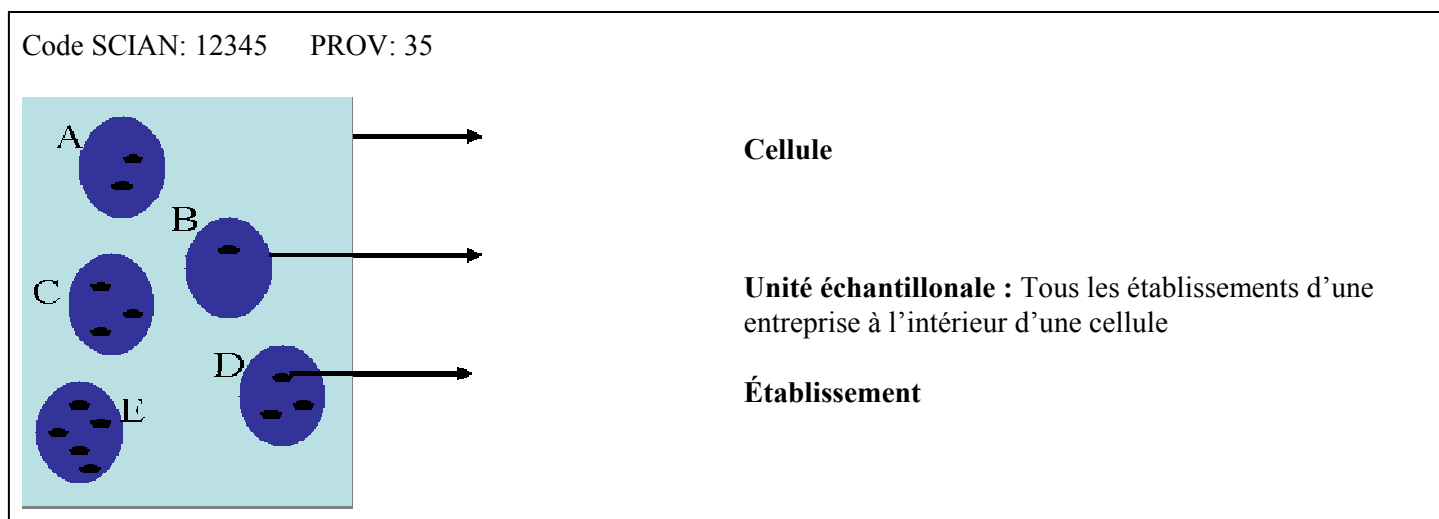 Code SCIAN: 12345 PROV: 35
A
B
C
D
E
Cellule
Unité échantillonale : Tous les établissements d’une
entreprise à l’intérieur d’une cellule
Établissement